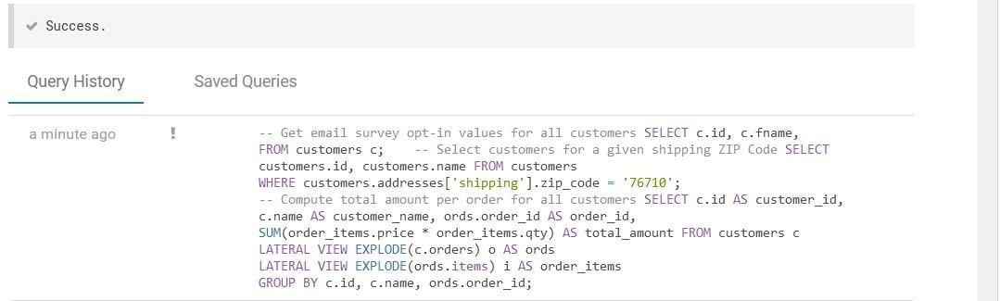 ✔ Success.
Query History
Saved Queries
a minute ago
!
-- Get email survey opt-in values for all customers SELECT c.id, c.fname,
FROM customers c;    -- Select customers for a given shipping ZIP Code SELECT
customers.id, customers.name FROM customers
WHERE customers.addresses['shipping'].zip_code = '76710';
-- Compute total amount per order for all customers SELECT c.id AS customer_id,
c.name AS customer_name, ords.order_id AS order_id,
SUM(order_items.price * order_items.qty) AS total_amount FROM customers c
LATERAL VIEW EXPLODE(c.orders) o AS ords
LATERAL VIEW EXPLODE(ords.items) i AS order_items
GROUP BY c.id, c.name, ords.order_id;